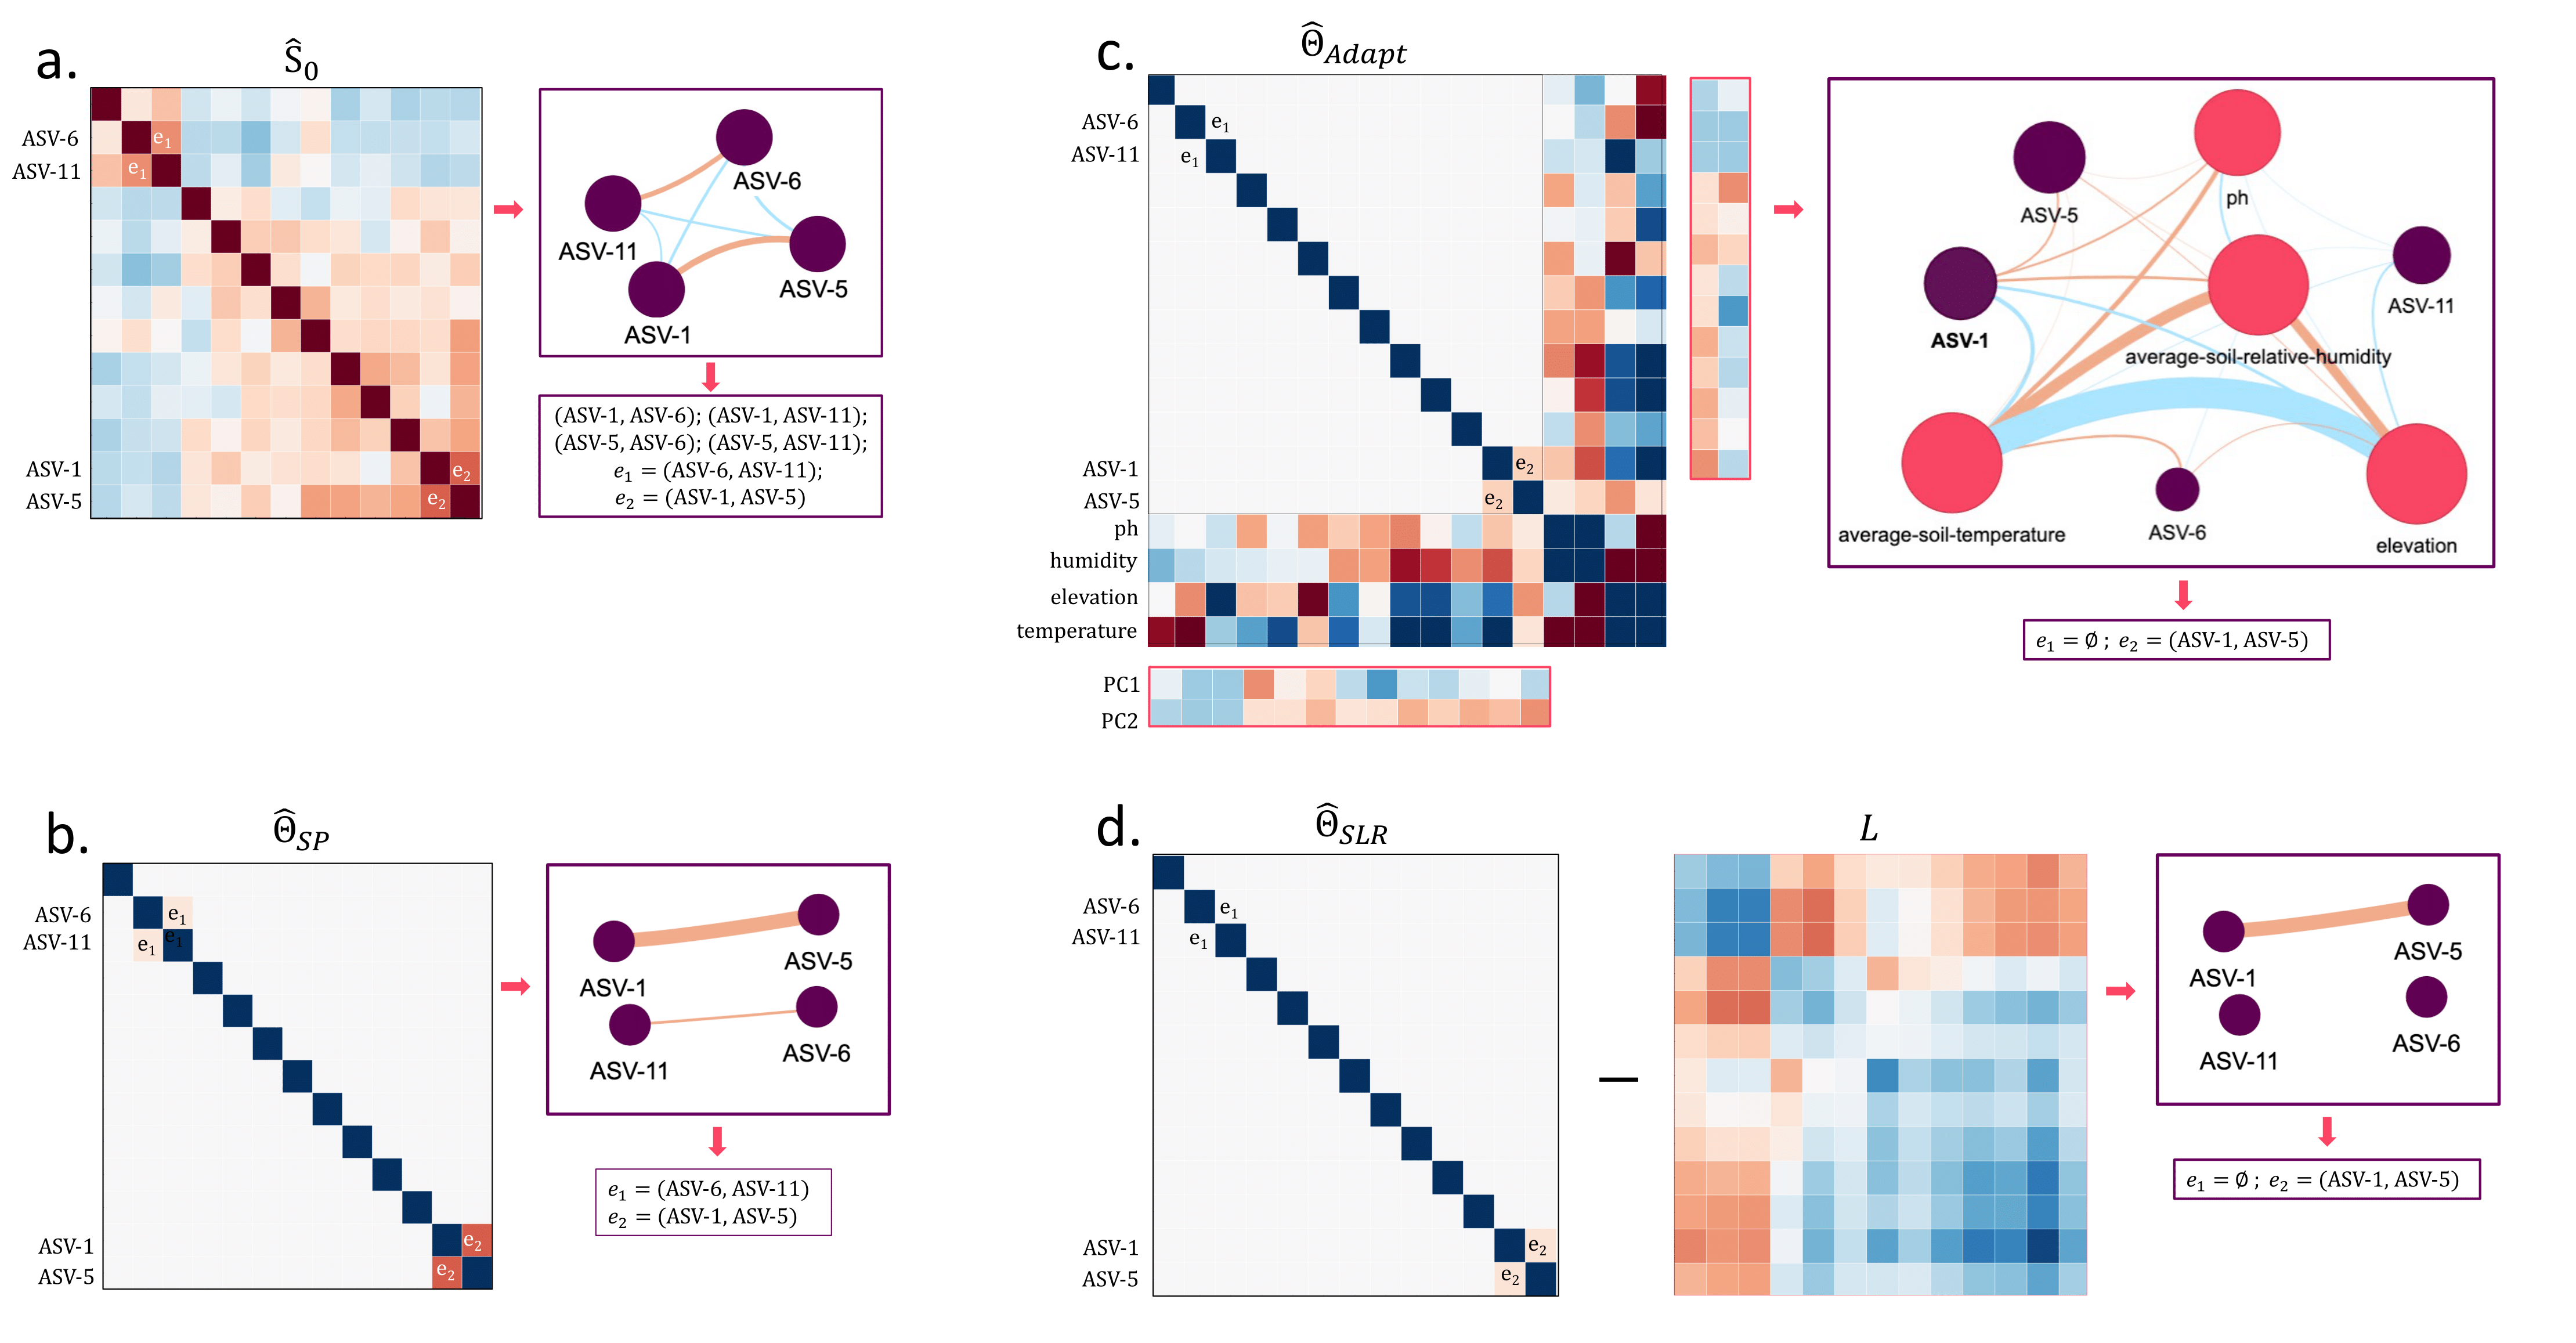 a.
Ŝ₀
ASV-6
ASV-11
ASV-1
ASV-5
e₁
e₁
e₂
e₂
ASV-6
ASV-11
ASV-5
ASV-1
(ASV-1, ASV-6); (ASV-1, ASV-11);
(ASV-5, ASV-6); (ASV-5, ASV-11);
e₁ = (ASV-6, ASV-11);
e₂ = (ASV-1, ASV-5)
c.
Θ̂_Adapt
ASV-6
ASV-11
ASV-1
ASV-5
ph
humidity
elevation
temperature
e₁
e₁
e₂
e₂
PC1
PC2
ph
ASV-5
ASV-11
ASV-1
average-soil-relative-humidity
average-soil-temperature
ASV-6
elevation
e₁ = ∅ ; e₂ = (ASV-1, ASV-5)
b.
Θ̂_SP
ASV-6
ASV-11
ASV-1
ASV-5
e₁
e₁ e₁
e₂
e₂
ASV-5
ASV-1
ASV-6
ASV-11
e₁ = (ASV-6, ASV-11)
e₂ = (ASV-1, ASV-5)
d.
Θ̂_SLR
ASV-6
ASV-11
ASV-1
ASV-5
e₁
e₁
e₂
e₂
—
L
ASV-5
ASV-1
ASV-6
ASV-11
e₁ = ∅ ; e₂ = (ASV-1, ASV-5)